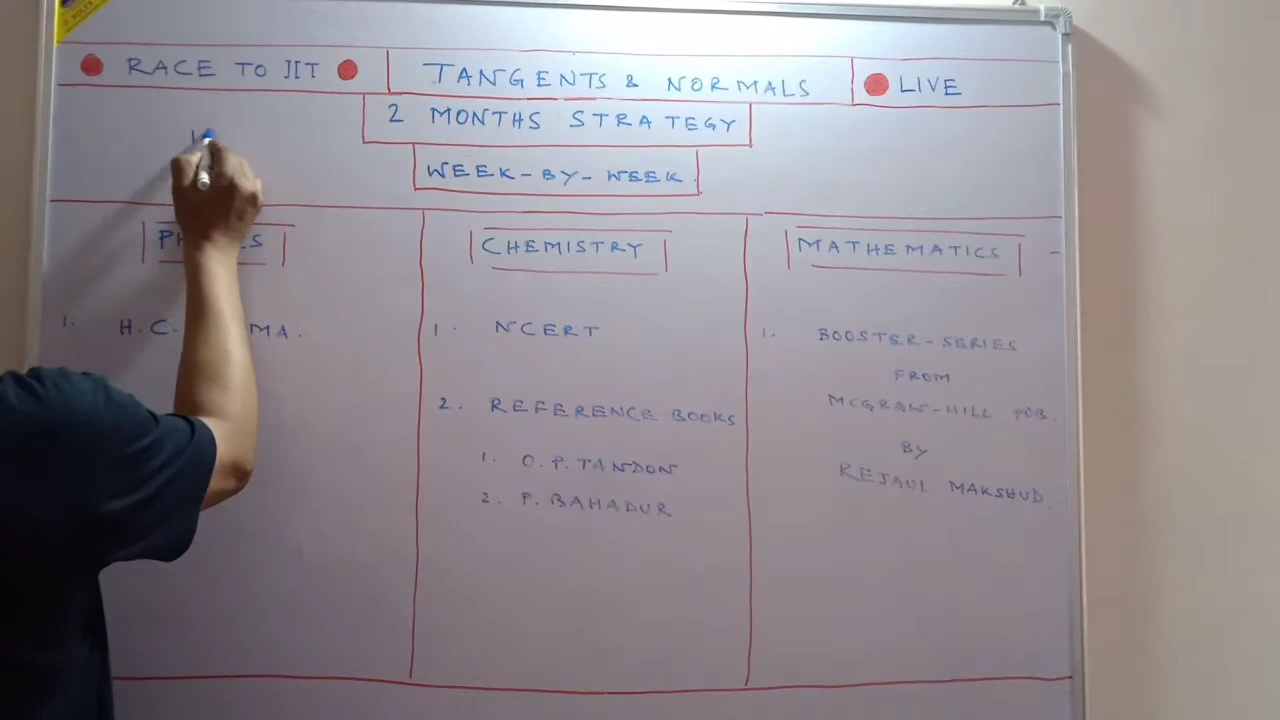 RACE TO IIT
TANGENTS & NORMALS
LIVE
2 MONTHS STRATEGY
WEEK-BY-WEEK
CHEMISTRY
MATHEMATICS
1. H. C.
1. NCERT
2. REFERENCE BOOKS
1. O. P. TANDON
2. P. BAHADUR
1. BOOSTER-SERIES
FROM
MCGRAW-HILL PUB.
BY
REJAUL MAKSHUD.